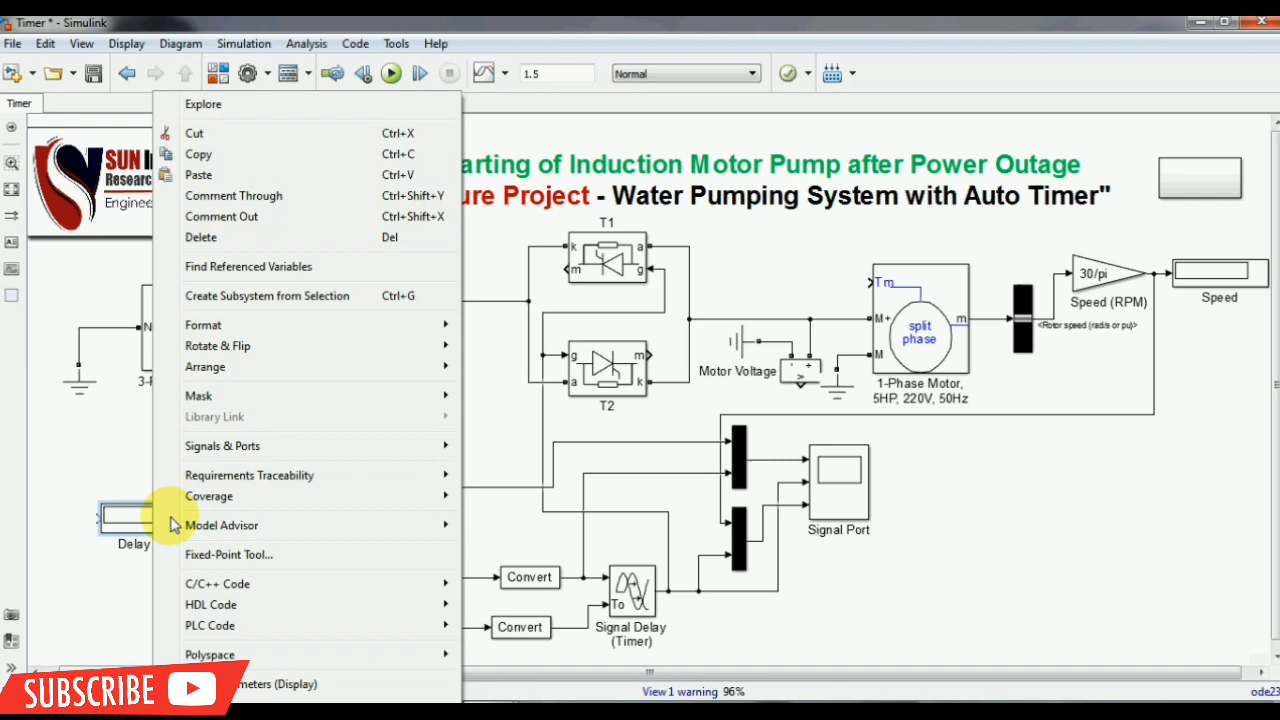 Timer * - Simulink
File Edit View Display Diagram Simulation Analysis Code Tools Help
1.5 Normal
Timer
SUN
Research
Engine
arting of Induction Motor Pump after Power Outage
ure Project - Water Pumping System with Auto Timer"
Explore
Cut Ctrl+X
Copy Ctrl+C
Paste Ctrl+V
Comment Through Ctrl+Shift+Y
Comment Out Ctrl+Shift+X
Delete Del
Find Referenced Variables
Create Subsystem from Selection Ctrl+G
Format
Rotate & Flip
Arrange
Mask
Library Link
Signals & Ports
Requirements Traceability
Coverage
Model Advisor
Fixed-Point Tool...
C/C++ Code
HDL Code
PLC Code
Polyspace
meters (Display)
N
3-
Delay
T1
k a
m g
g m
a k
T2
Motor Voltage
- +
v
Tm
M+ m
M
split
phase
1-Phase Motor,
5HP, 220V, 50Hz
<Rotor speed (rad/s or pu)>
30/pi
Speed (RPM)
Speed
Signal Port
Convert
Convert
To
Signal Delay
(Timer)
SUBSCRIBE
View 1 warning 96% ode23